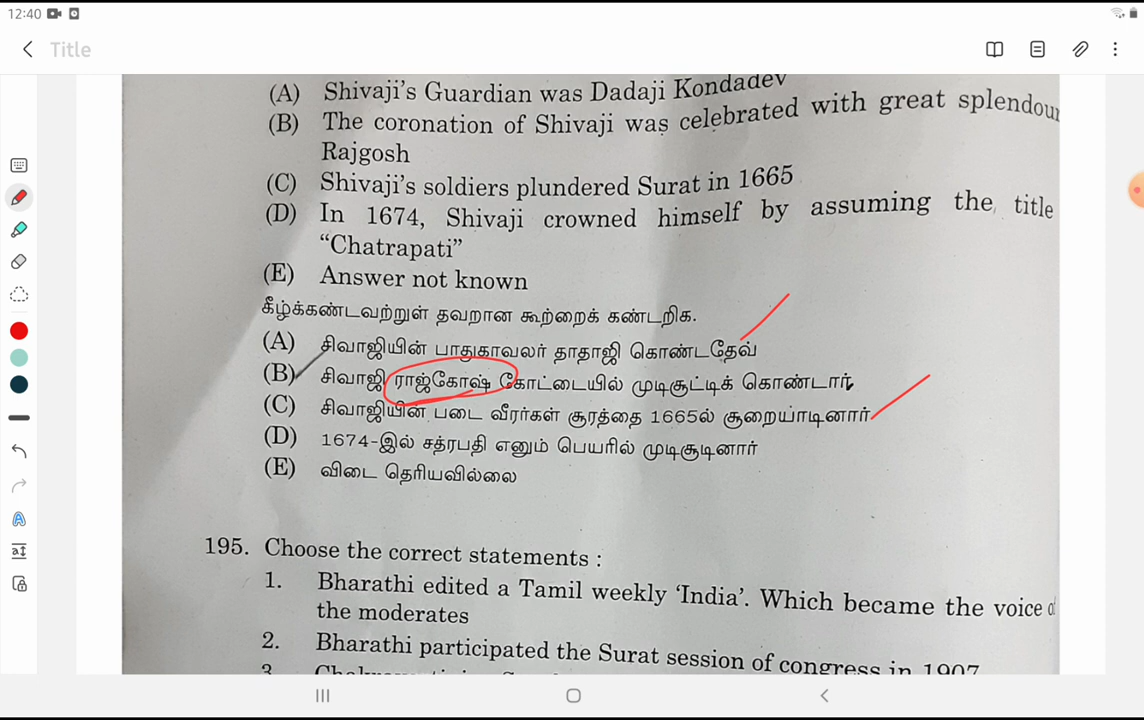 12:40
Title
(A) Shivaji's Guardian was Dadaji Kondadev
(B) The coronation of Shivaji was celebrated with great splendour
Rajgosh
(C) Shivaji's soldiers plundered Surat in 1665
(D) In 1674, Shivaji crowned himself by assuming the title
“Chatrapati”
(E) Answer not known
கீழ்க்கண்டவற்றுள் தவறான கூற்றைக் கண்டறிக.
(A) சிவாஜியின் பாதுகாவலர் தாதாஜி கொண்டதேவ்
(B) சிவாஜி ராஜ்கோஷ் கோட்டையில் முடிசூட்டிக் கொண்டார்
(C) சிவாஜியின் படை வீரர்கள் சூரத்தை 1665ல் சூறையாடினார்
(D) 1674-இல் சத்ரபதி எனும் பெயரில் முடிசூடினார்
(E) விடை தெரியவில்லை
195. Choose the correct statements :
1. Bharathi edited a Tamil weekly ‘India’. Which became the voice
the moderates
2. Bharathi participated the Surat session of congress in 1907
3.